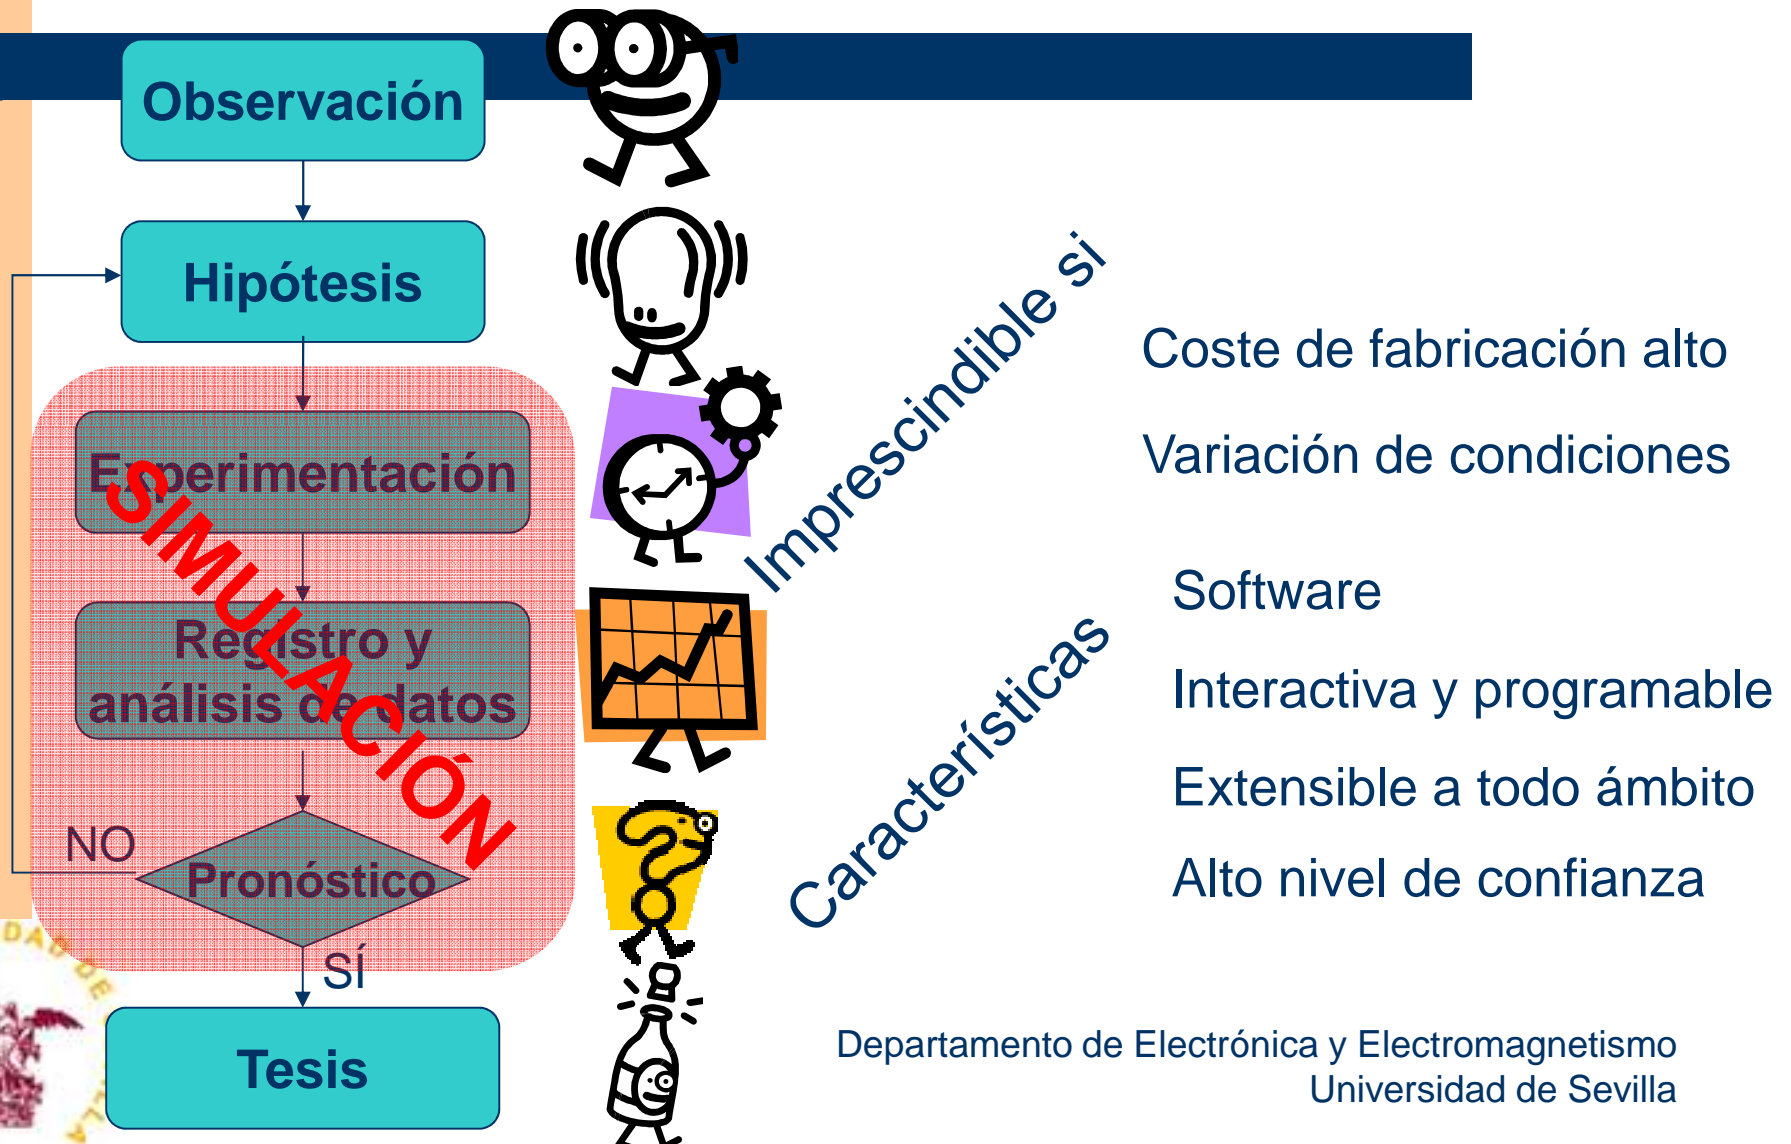 Observación
Hipótesis
Experimentación
Registro y
análisis de datos
SIMULACIÓN
Pronóstico
NO
SÍ
Tesis
Imprescindible si
Coste de fabricación alto
Variación de condiciones
Características
Software
Interactiva y programable
Extensible a todo ámbito
Alto nivel de confianza
Departamento de Electrónica y Electromagnetismo
Universidad de Sevilla